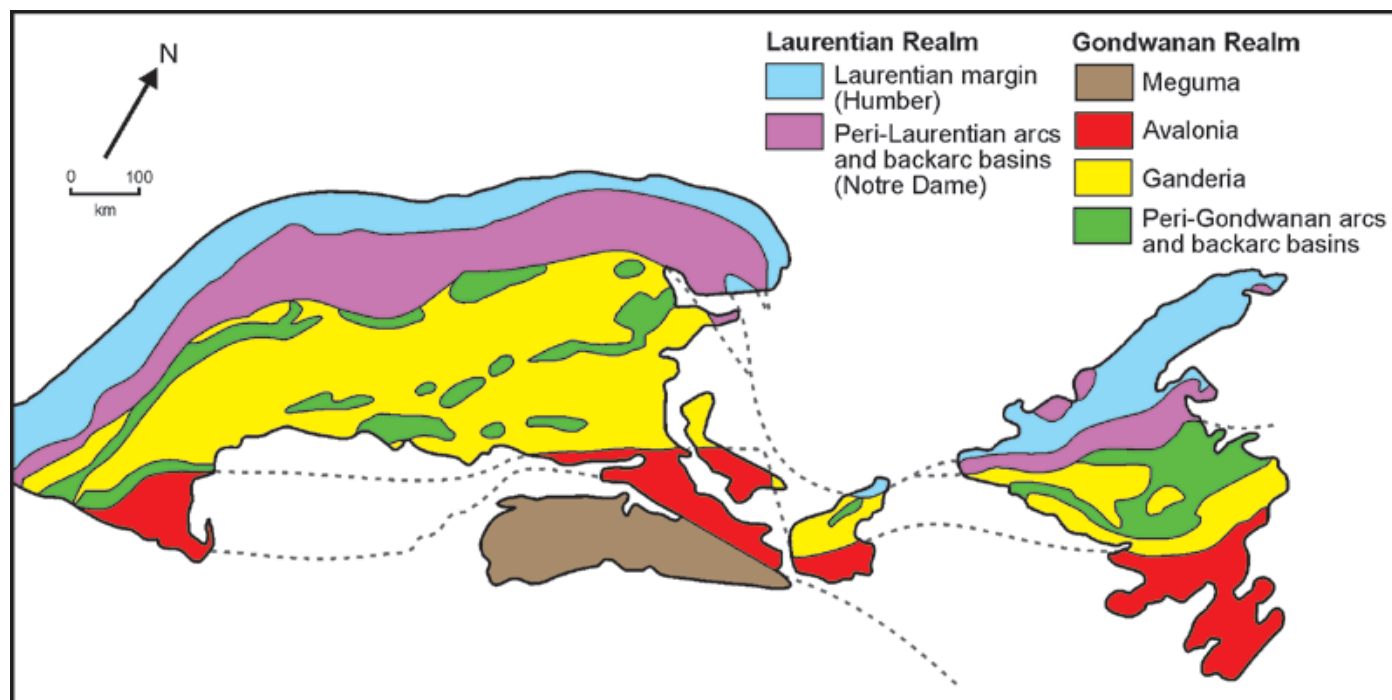 N
0 100
km
Laurentian Realm
Laurentian margin
(Humber)
Peri-Laurentian arcs
and backarc basins
(Notre Dame)
Gondwanan Realm
Meguma
Avalonia
Ganderia
Peri-Gondwanan arcs
and backarc basins